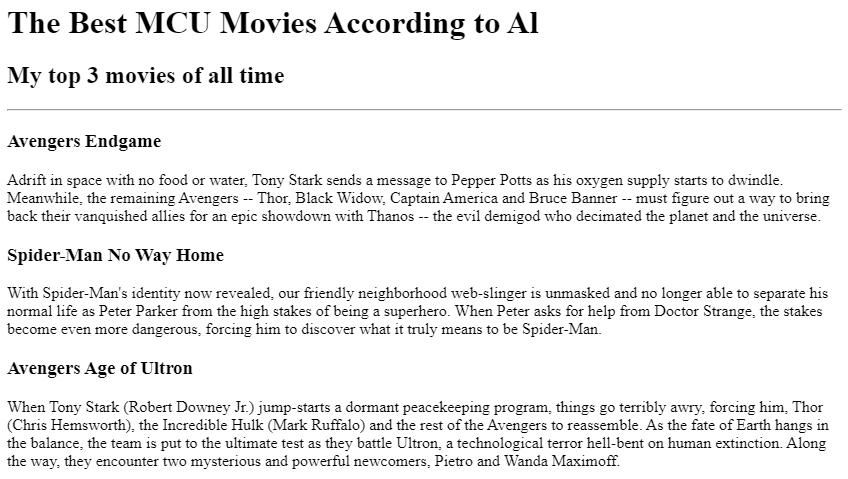 The Best MCU Movies According to Al
My top 3 movies of all time
Avengers Endgame
Adrift in space with no food or water, Tony Stark sends a message to Pepper Potts as his oxygen supply starts to dwindle.
Meanwhile, the remaining Avengers -- Thor, Black Widow, Captain America and Bruce Banner -- must figure out a way to bring
back their vanquished allies for an epic showdown with Thanos -- the evil demigod who decimated the planet and the universe.
Spider-Man No Way Home
With Spider-Man's identity now revealed, our friendly neighborhood web-slinger is unmasked and no longer able to separate his
normal life as Peter Parker from the high stakes of being a superhero. When Peter asks for help from Doctor Strange, the stakes
become even more dangerous, forcing him to discover what it truly means to be Spider-Man.
Avengers Age of Ultron
When Tony Stark (Robert Downey Jr.) jump-starts a dormant peacekeeping program, things go terribly awry, forcing him, Thor
(Chris Hemsworth), the Incredible Hulk (Mark Ruffalo) and the rest of the Avengers to reassemble. As the fate of Earth hangs in
the balance, the team is put to the ultimate test as they battle Ultron, a technological terror hell-bent on human extinction. Along
the way, they encounter two mysterious and powerful newcomers, Pietro and Wanda Maximoff.